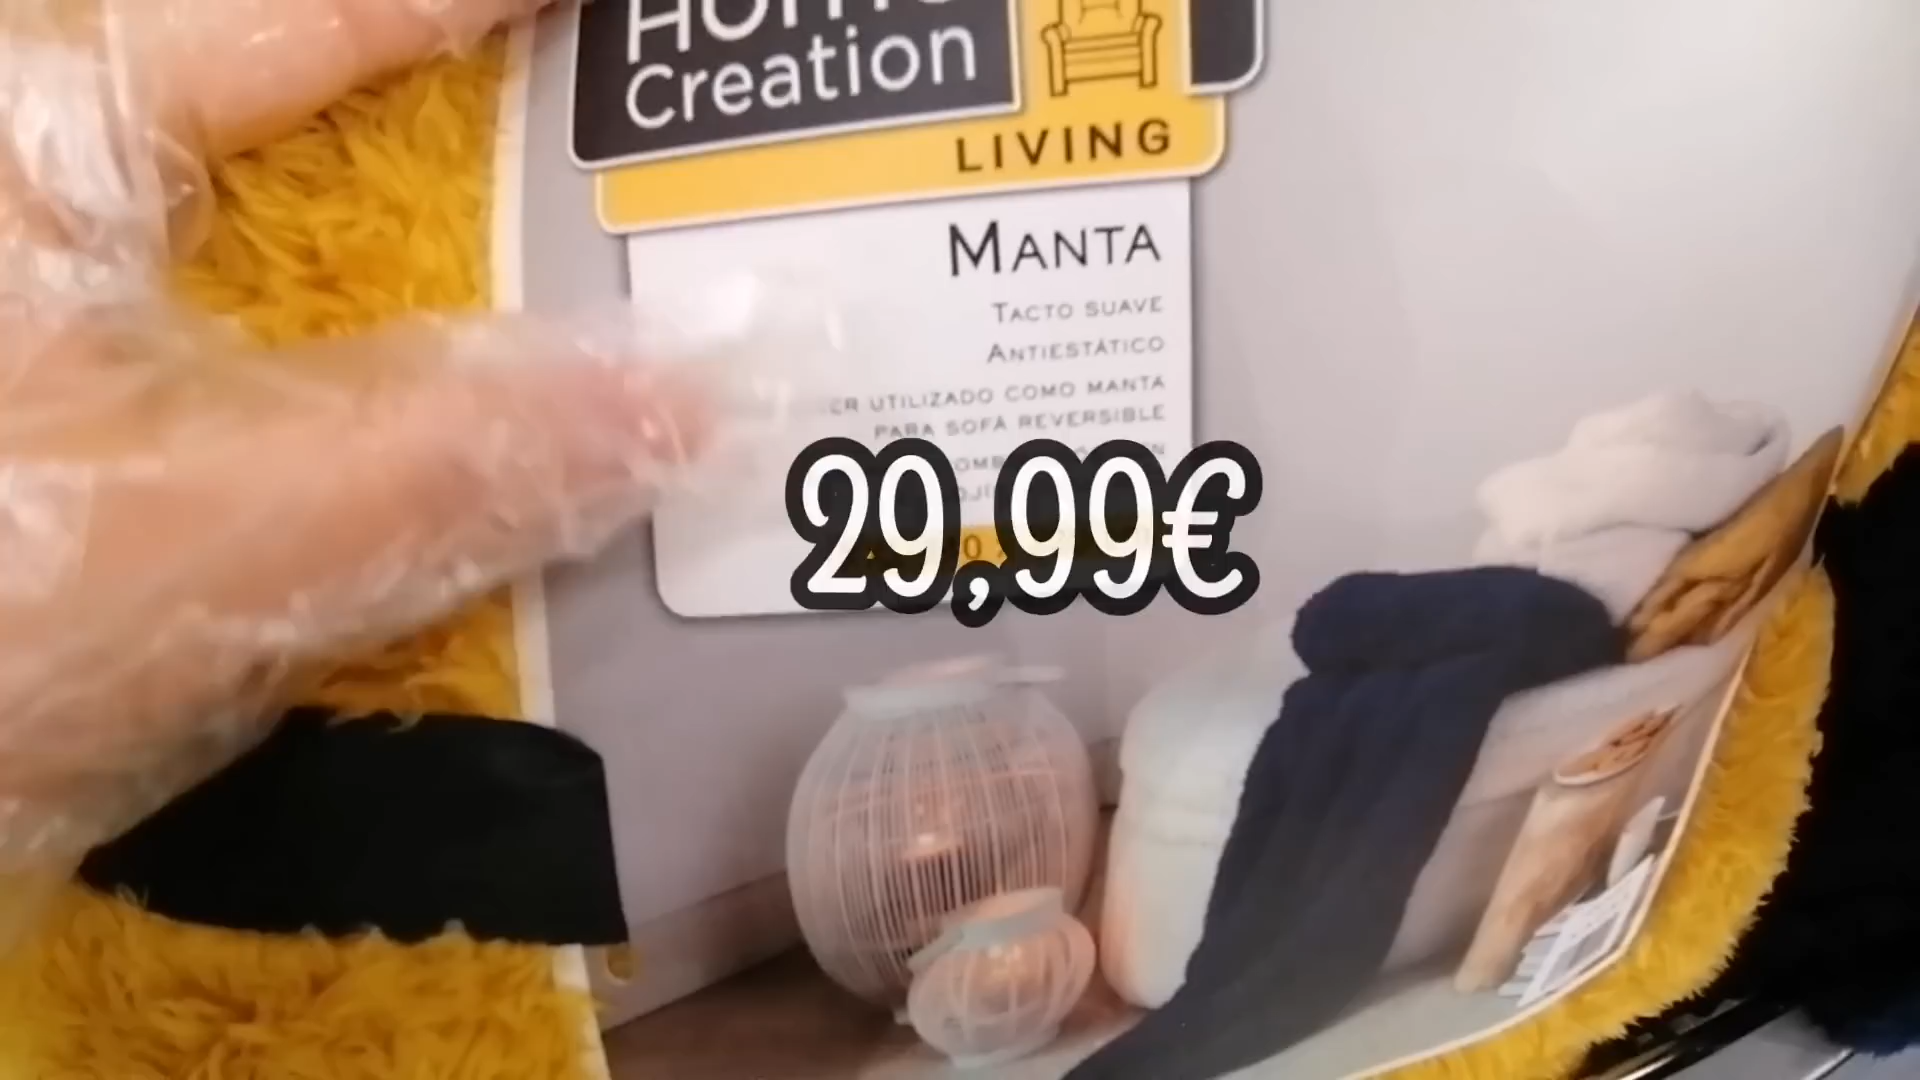 Creation
LIVING
MANTA
TACTO SUAVE
ANTIESTÁTICO
UTILIZADO COMO MANTA
PARA SOFÁ REVERSIBLE
29,99€